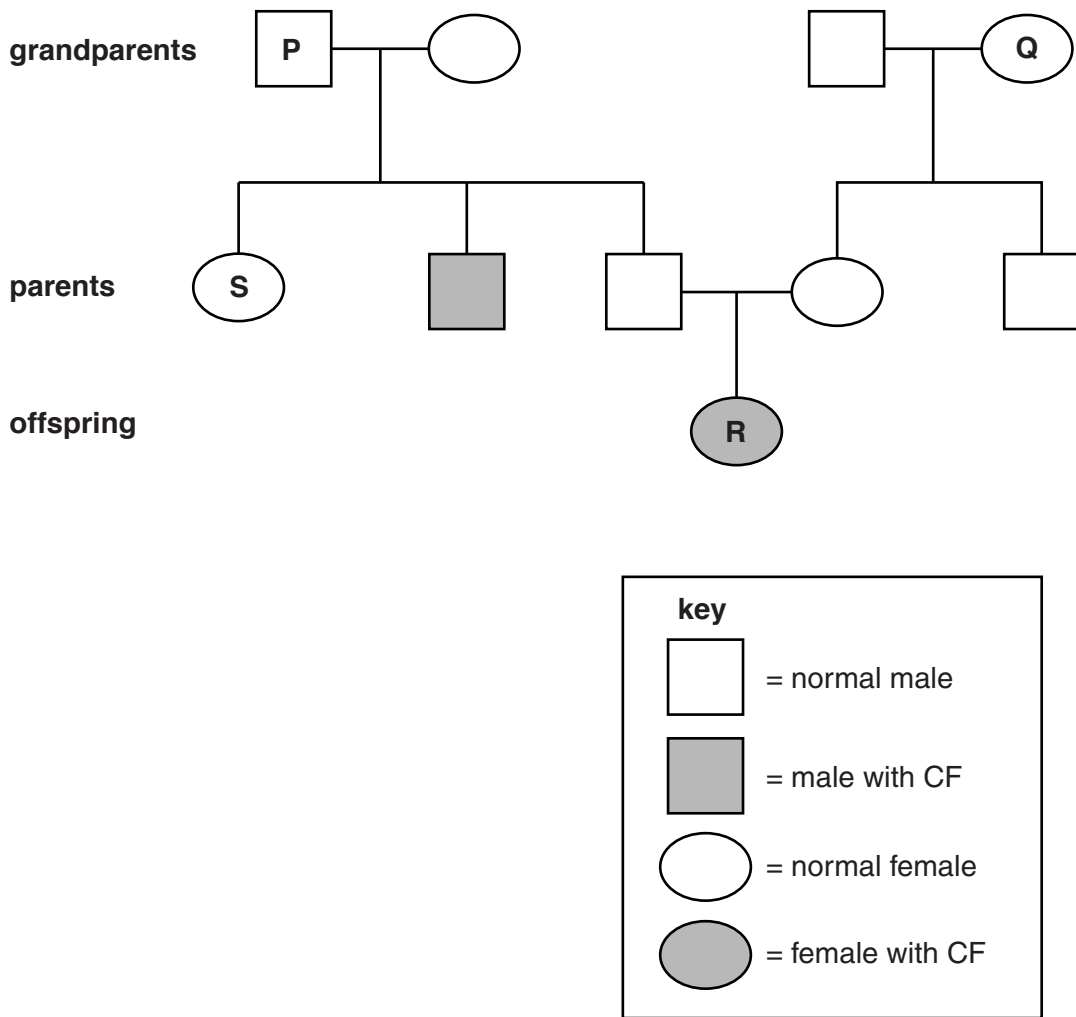 grandparents P Q
parents S
offspring R
key
= normal male
= male with CF
= normal female
= female with CF